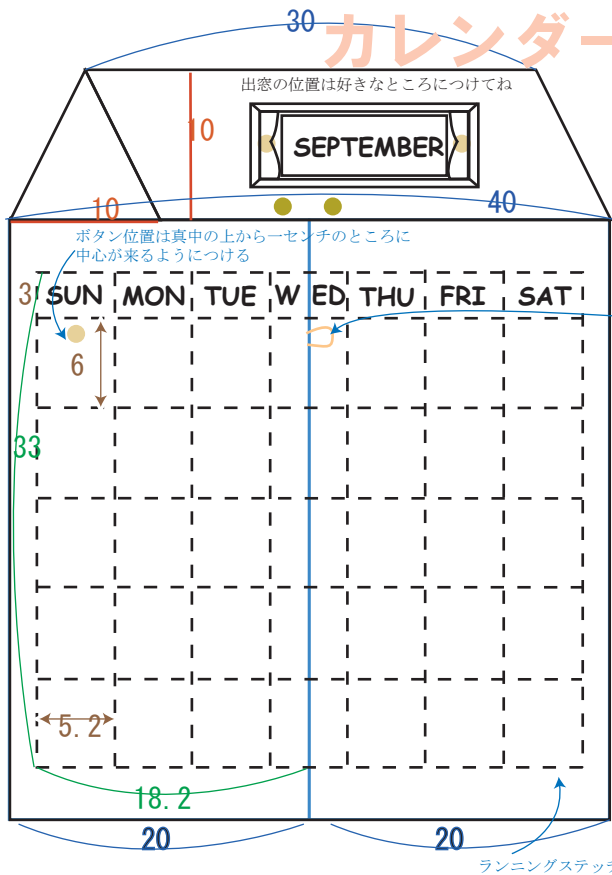 30
カレンダー
出窓の位置は好きなところにつけてね
10
SEPTEMBER
10
40
ボタン位置は真中の上から一センチのところに
中心が来るようにつける
3
SUN MON TUE W ED THU FRI SAT
6
33
5.2
18.2
20 20
ランニングステッチ